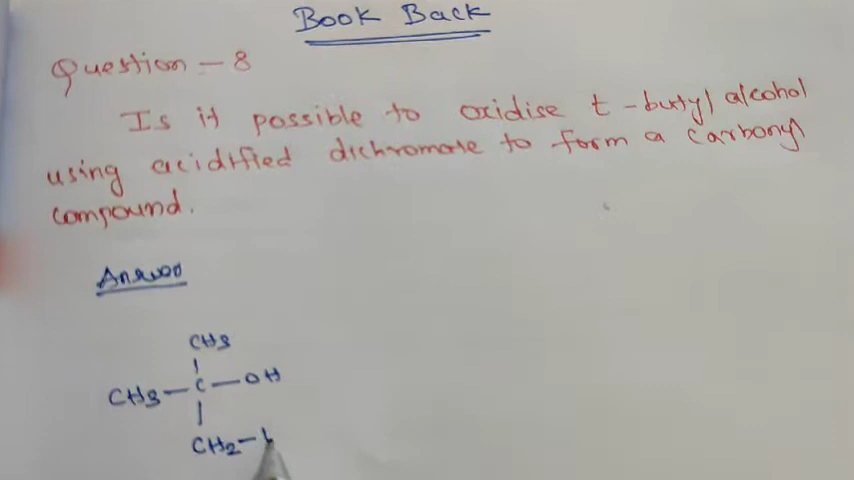 Book Back
Question - 8
Is it possible to oxidise t - butyl alcohol
using acidified dichromate to form a carbonyl
compound.
Answer
CH3
CH3 - C - OH
CH2 -